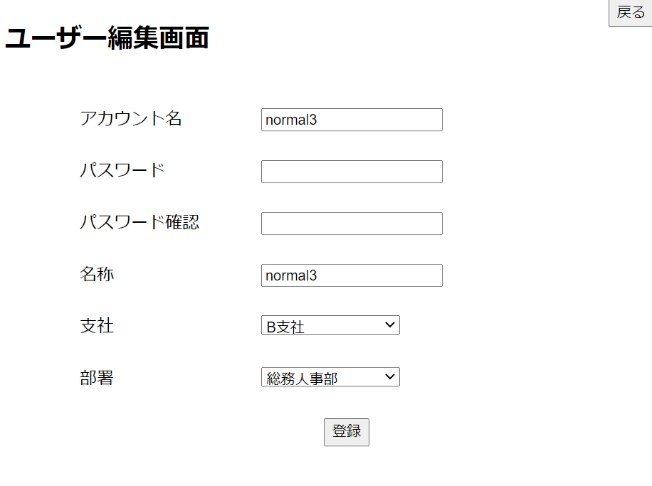 戻る
ユーザー編集画面
アカウント名 normal3
パスワード
パスワード確認
名称 normal3
支社 B支社
部署 総務人事部
登録